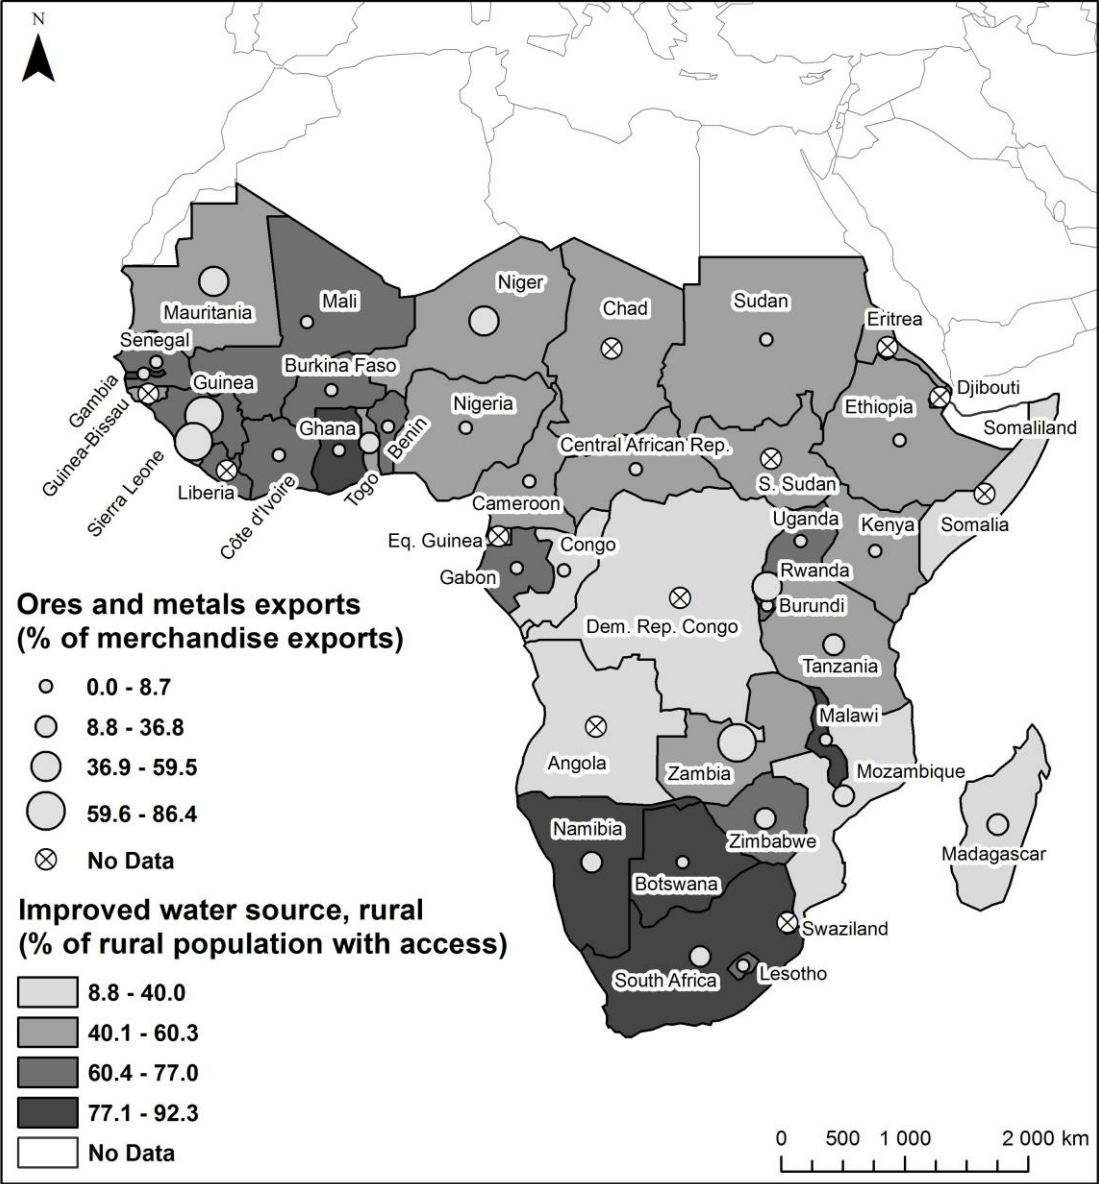 N
Niger
Mali
Chad
Sudan
Mauritania
Eritrea
Senegal
Burkina Faso
Guinea
Djibouti
Gambia
Nigeria
Ethiopia
Somaliland
Ghana
Benin
Guinea-Bissau
Central African Rep.
S. Sudan
Sierra Leone
Liberia
Togo
Côte d'Ivoire
Cameroon
Uganda
Kenya
Somalia
Eq. Guinea
Congo
Gabon
Rwanda
Burundi
Dem. Rep. Congo
Tanzania
Ores and metals exports
(% of merchandise exports)
0.0 - 8.7
8.8 - 36.8
36.9 - 59.5
59.6 - 86.4
No Data
Malawi
Angola
Zambia
Mozambique
Namibia
Zimbabwe
Madagascar
Botswana
Swaziland
South Africa
Lesotho
Improved water source, rural
(% of rural population with access)
8.8 - 40.0
40.1 - 60.3
60.4 - 77.0
77.1 - 92.3
No Data
0 500 1 000 2 000 km